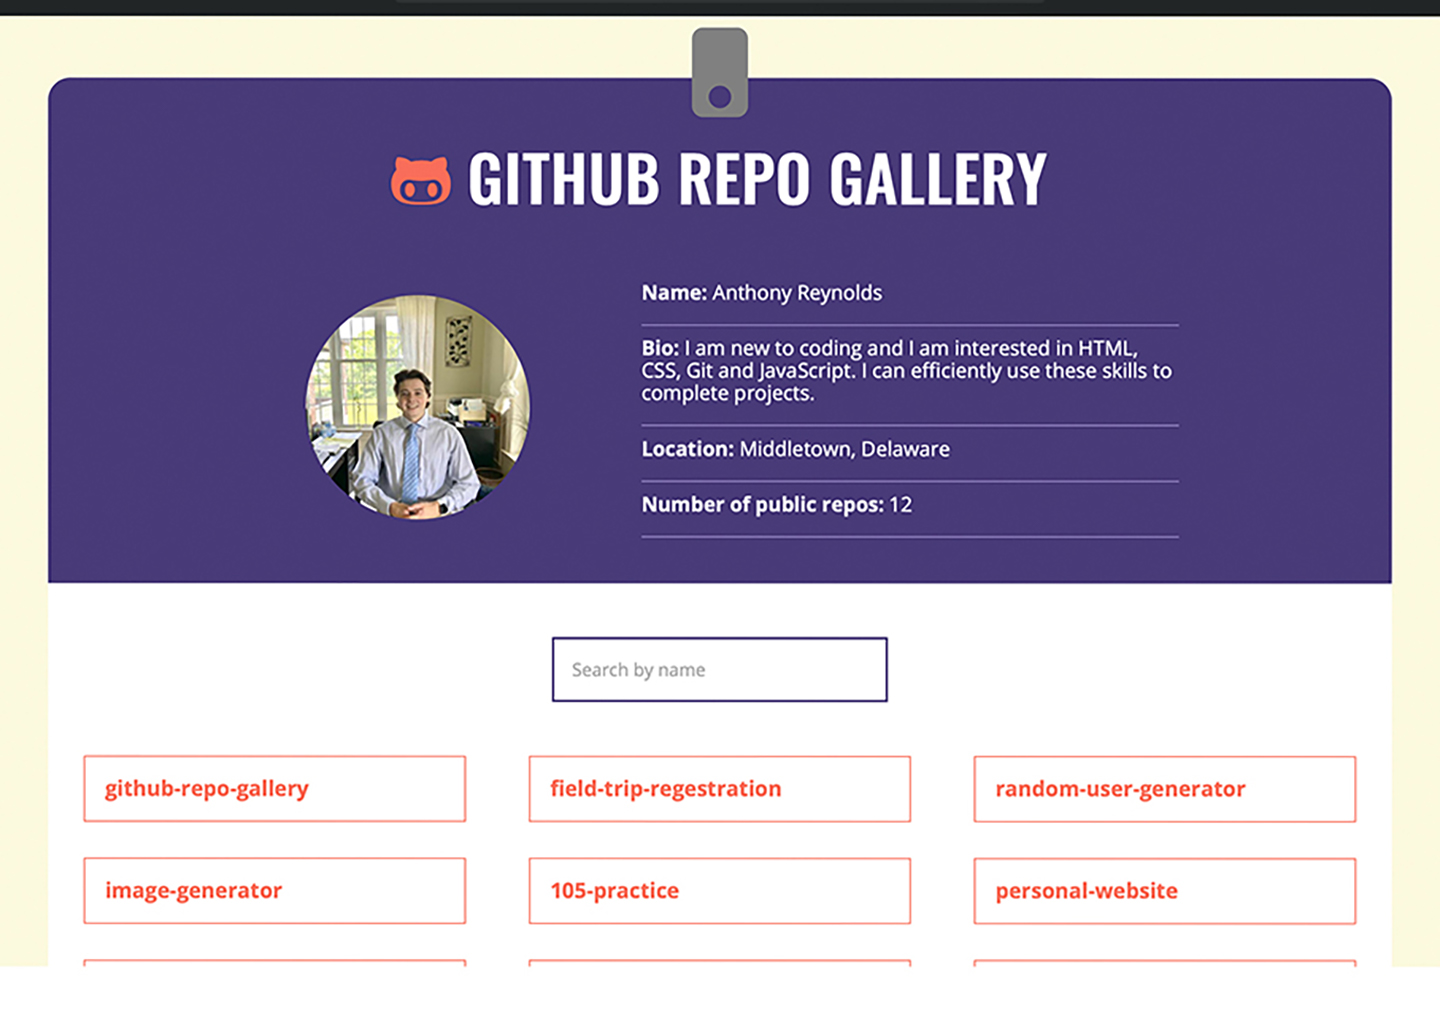 GITHUB REPO GALLERY
Name: Anthony Reynolds
Bio: I am new to coding and I am interested in HTML,
CSS, Git and JavaScript. I can efficiently use these skills to
complete projects.
Location: Middletown, Delaware
Number of public repos: 12
Search by name
github-repo-gallery
field-trip-regestration
random-user-generator
image-generator
105-practice
personal-website